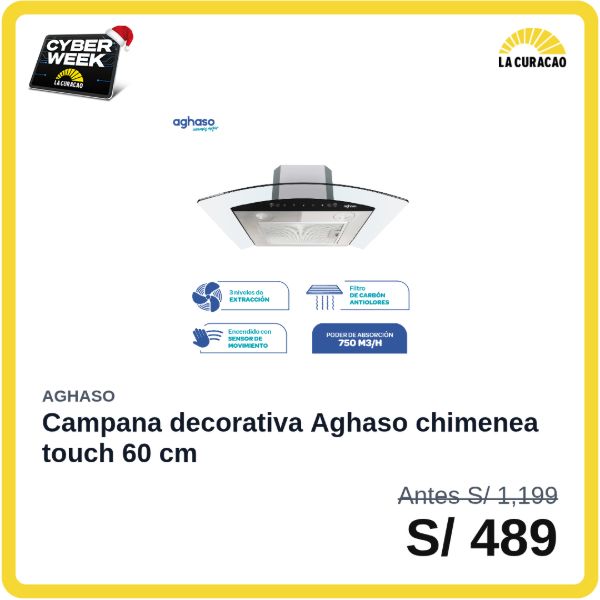 CYBER
WEEK
LA CURACAO
LA CURACAO
aghaso
3 niveles de
EXTRACCIÓN
Filtro
DE CARBÓN
ANTIOLORES
Encendido con
SENSOR DE
MOVIMIENTO
PODER DE ABSORCIÓN
750 M3/H
AGHASO
Campana decorativa Aghaso chimenea
touch 60 cm
Antes S/ 1,199
S/ 489